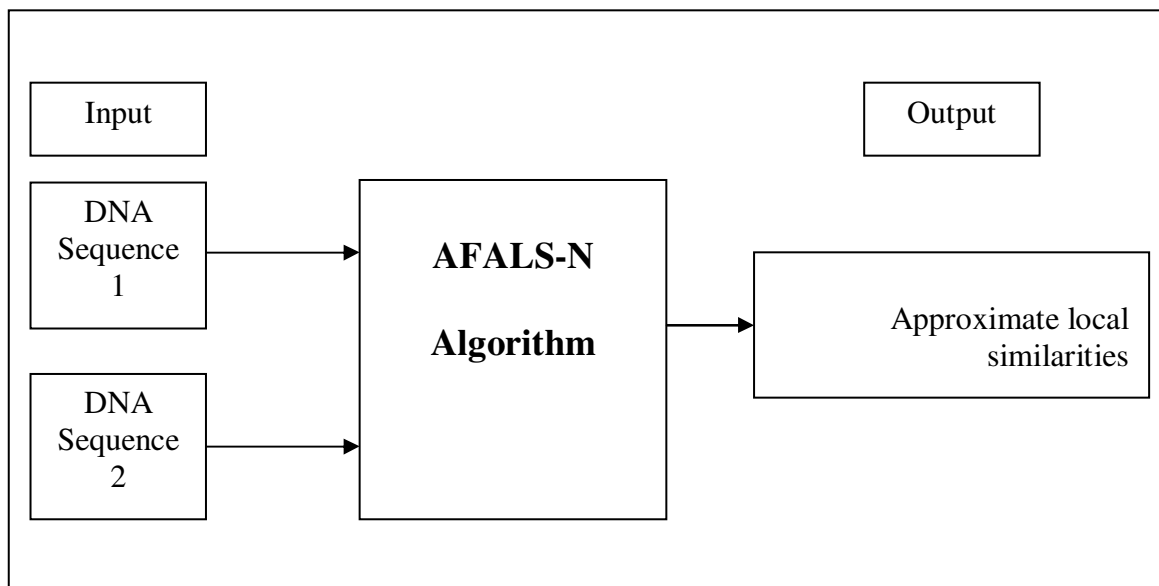 Input
Output
DNA
Sequence
1
AFALS-N
Algorithm
Approximate local
similarities
DNA
Sequence
2